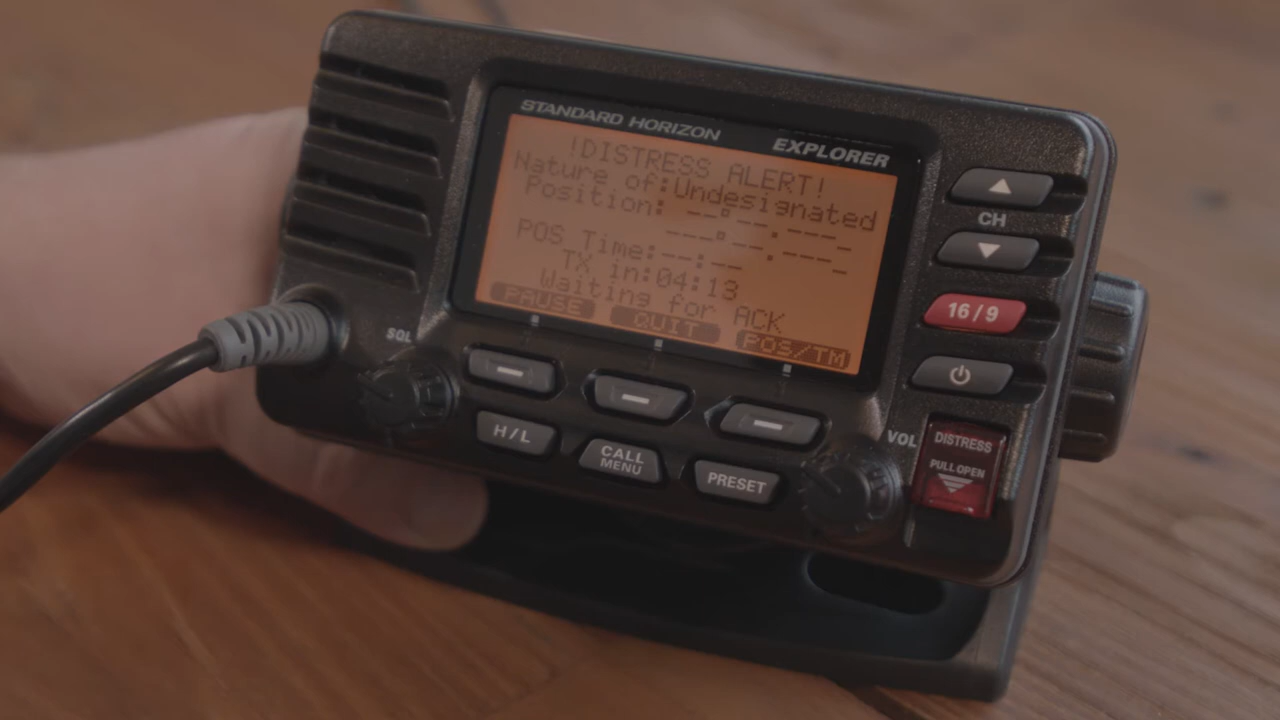 STANDARD HORIZON EXPLORER
!DISTRESS ALERT!
Nature of:Undesignated
Position: --°--.---_
---°--.---_
POS Time:--:--
TX in:04:13
Waiting for ACK
PAUSE QUIT POS/TM
CH
16/9
SQL
H/L
CALL
MENU
PRESET
VOL
DISTRESS
PULL OPEN